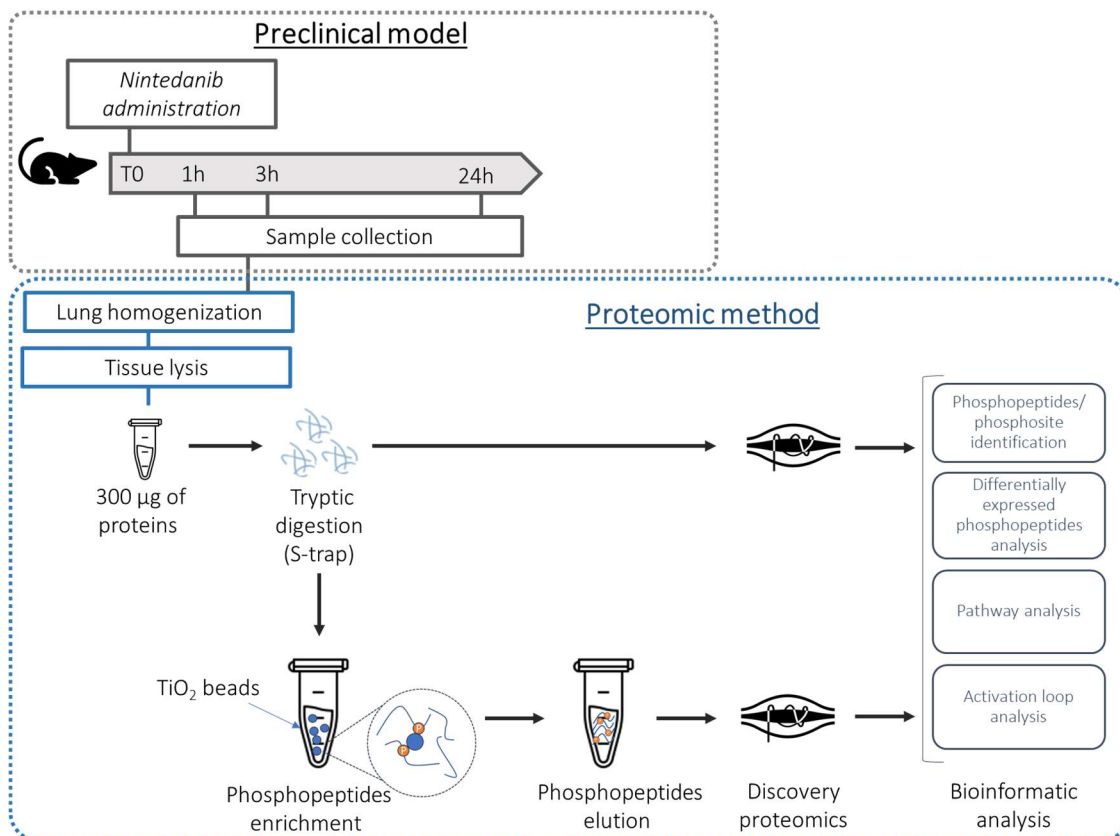 Preclinical model
Nintedanib
administration
T0 1h 3h 24h
Sample collection
Lung homogenization
Proteomic method
Tissue lysis
300 µg of
proteins
Tryptic
digestion
(S-trap)
Phosphopeptides/
phosphosite
identification
Differentially
expressed
phosphopeptides
analysis
Pathway analysis
Activation loop
analysis
TiO₂ beads
P
P
Phosphopeptides
enrichment
Phosphopeptides
elution
Discovery
proteomics
Bioinformatic
analysis